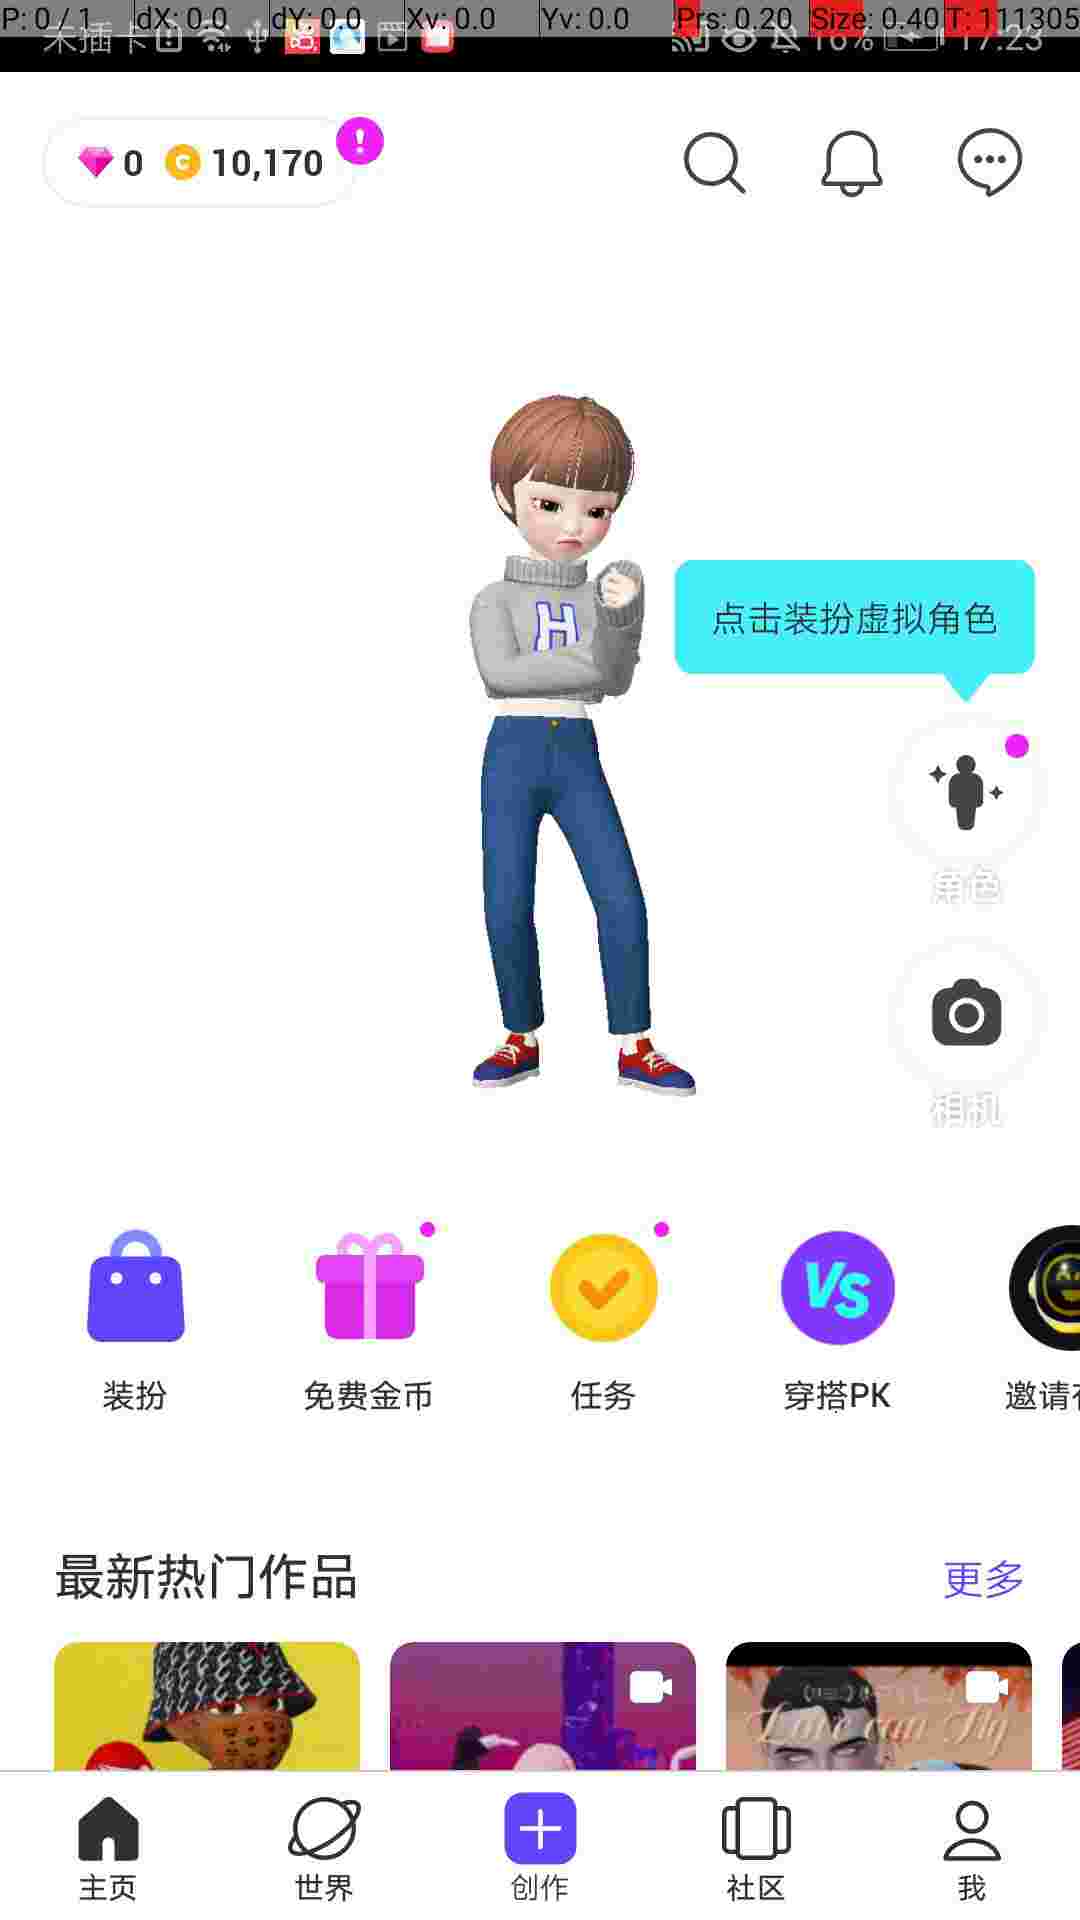 P: 0 / 1 dX: 0.0 dY: 0.0 Xv: 0.0 Yv: 0.0 Prs: 0.20 Size: 0.40 T: 111305
未插卡 16% 17:23
0 C 10,170 !
H
点击装扮虚拟角色
角色
相机
VS
装扮 免费金币 任务 穿搭PK 邀请
最新热门作品 更多
Love can Fly
主页 世界 创作 社区 我